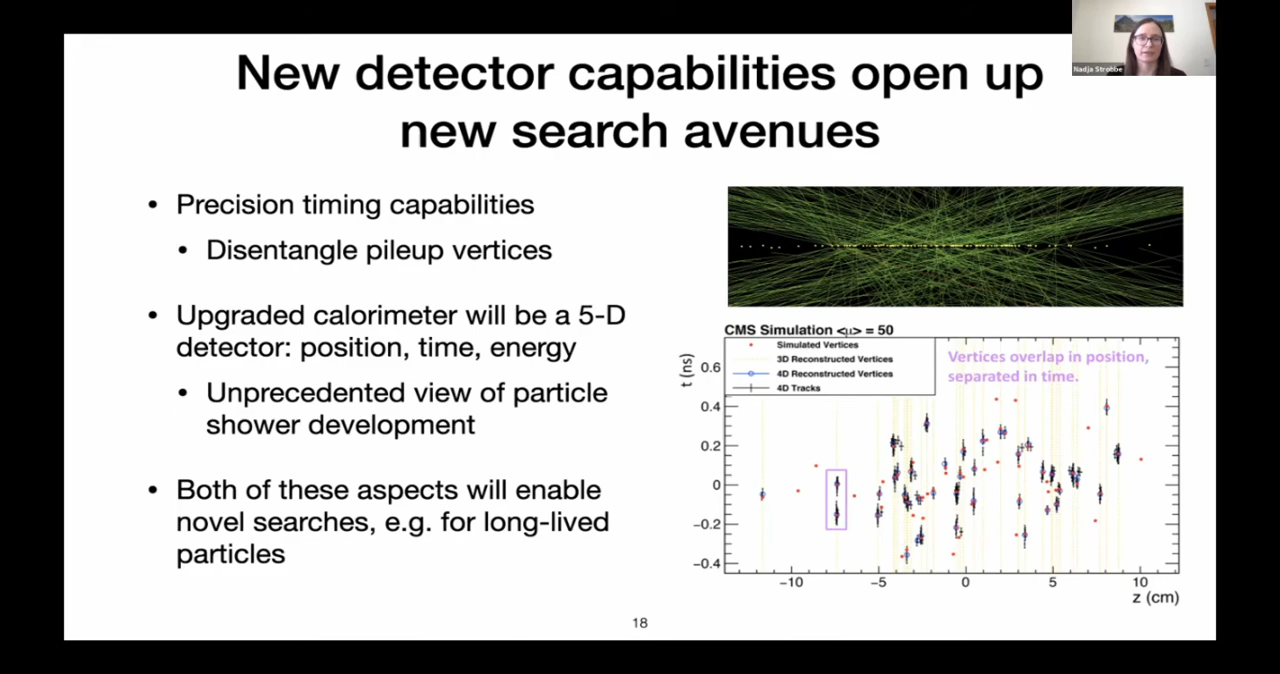 New detector capabilities open up
new search avenues
Nadja Strobbe
• Precision timing capabilities
• Disentangle pileup vertices
• Upgraded calorimeter will be a 5-D
detector: position, time, energy
• Unprecedented view of particle
shower development
• Both of these aspects will enable
novel searches, e.g. for long-lived
particles
CMS Simulation <μ> = 50
Simulated Vertices
3D Reconstructed Vertices
4D Reconstructed Vertices
4D Tracks
Vertices overlap in position,
separated in time.
t (ns)
0.6
0.4
0.2
0
−0.2
−0.4
−10 −5 0 5 10
z (cm)
18